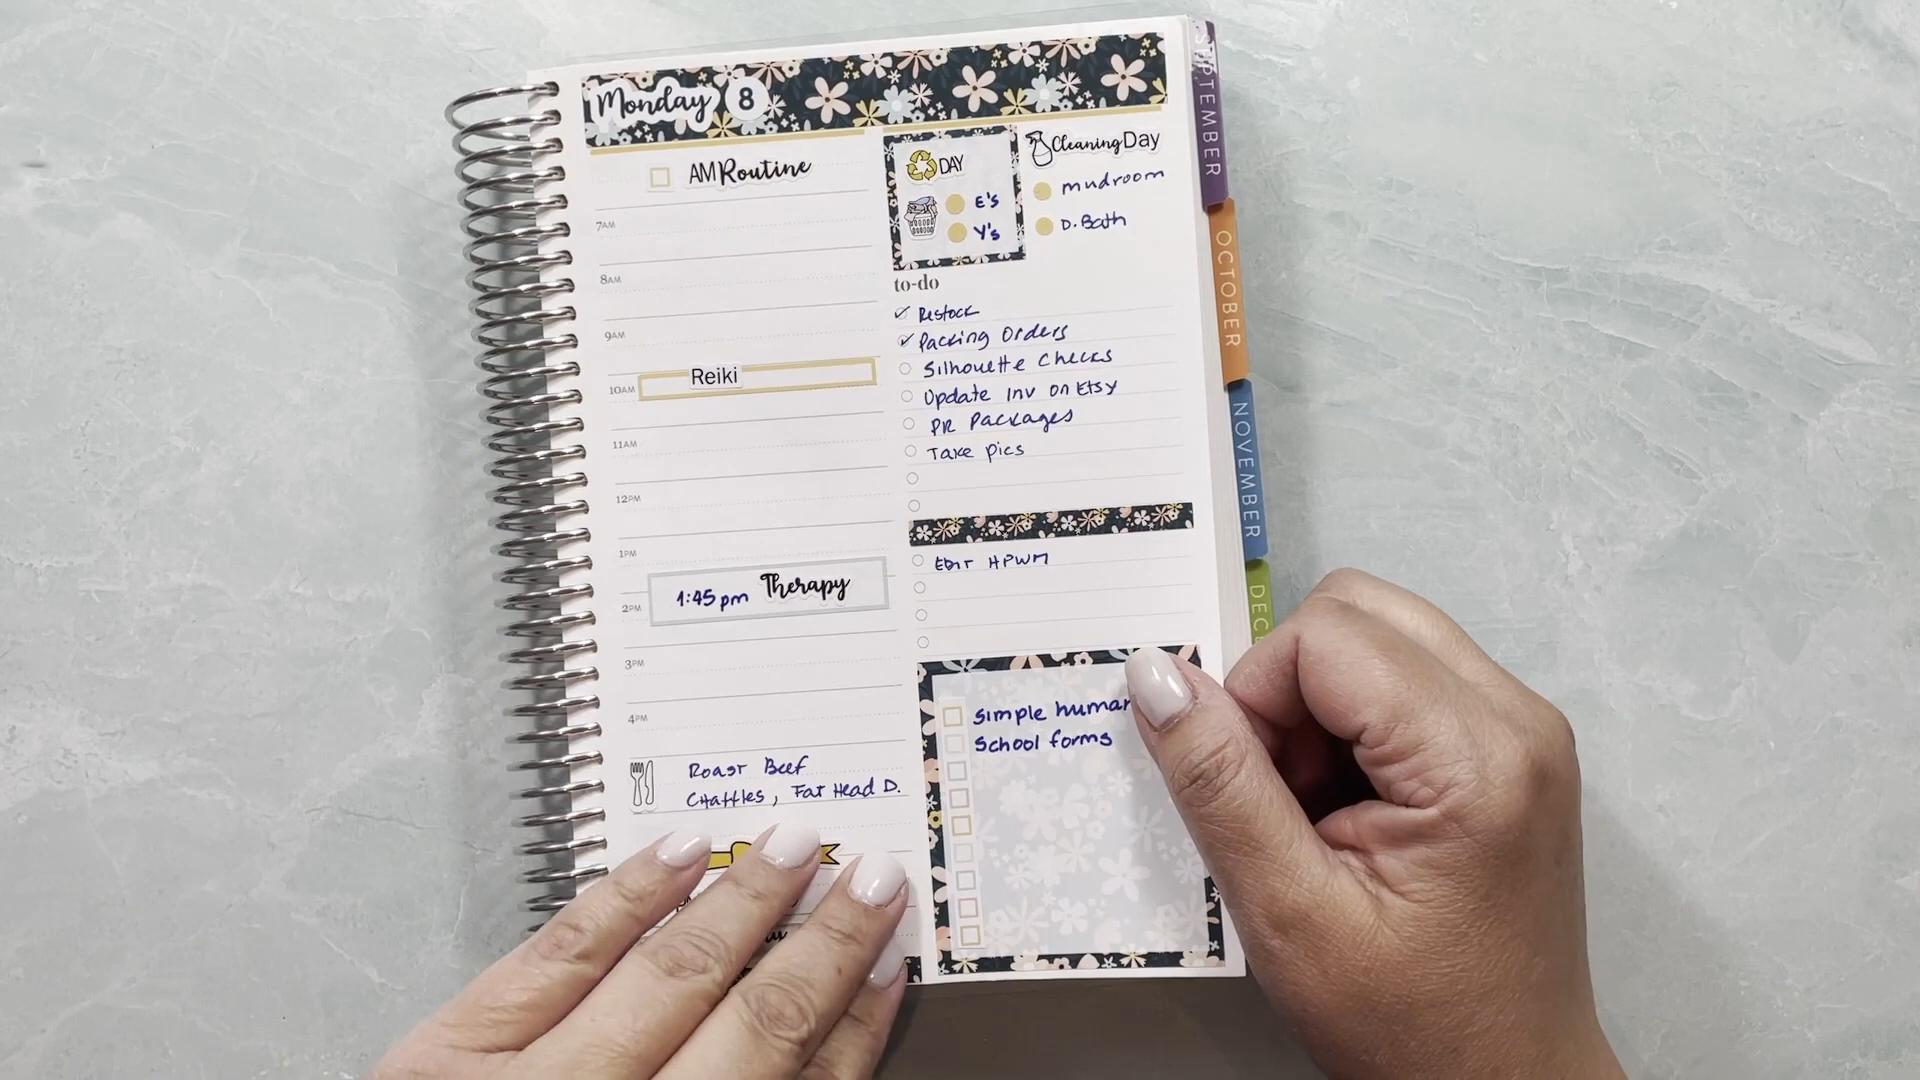 Monday 8
AM Routine
7AM
8AM
9AM
10AM
Reiki
11AM
12PM
1PM
1:45pm Therapy
2PM
3PM
4PM
Roast Beef
Chaffles, Fat Head D.
DAY
E's
Y's
Cleaning Day
mudroom
D. Bath
to-do
Restock
Packing Orders
Silhouette Checks
Update Inv on Etsy
PR Packages
Take pics
Edit HPWM
Simple human
School forms
SEPTEMBER
OCTOBER
NOVEMBER
DEC